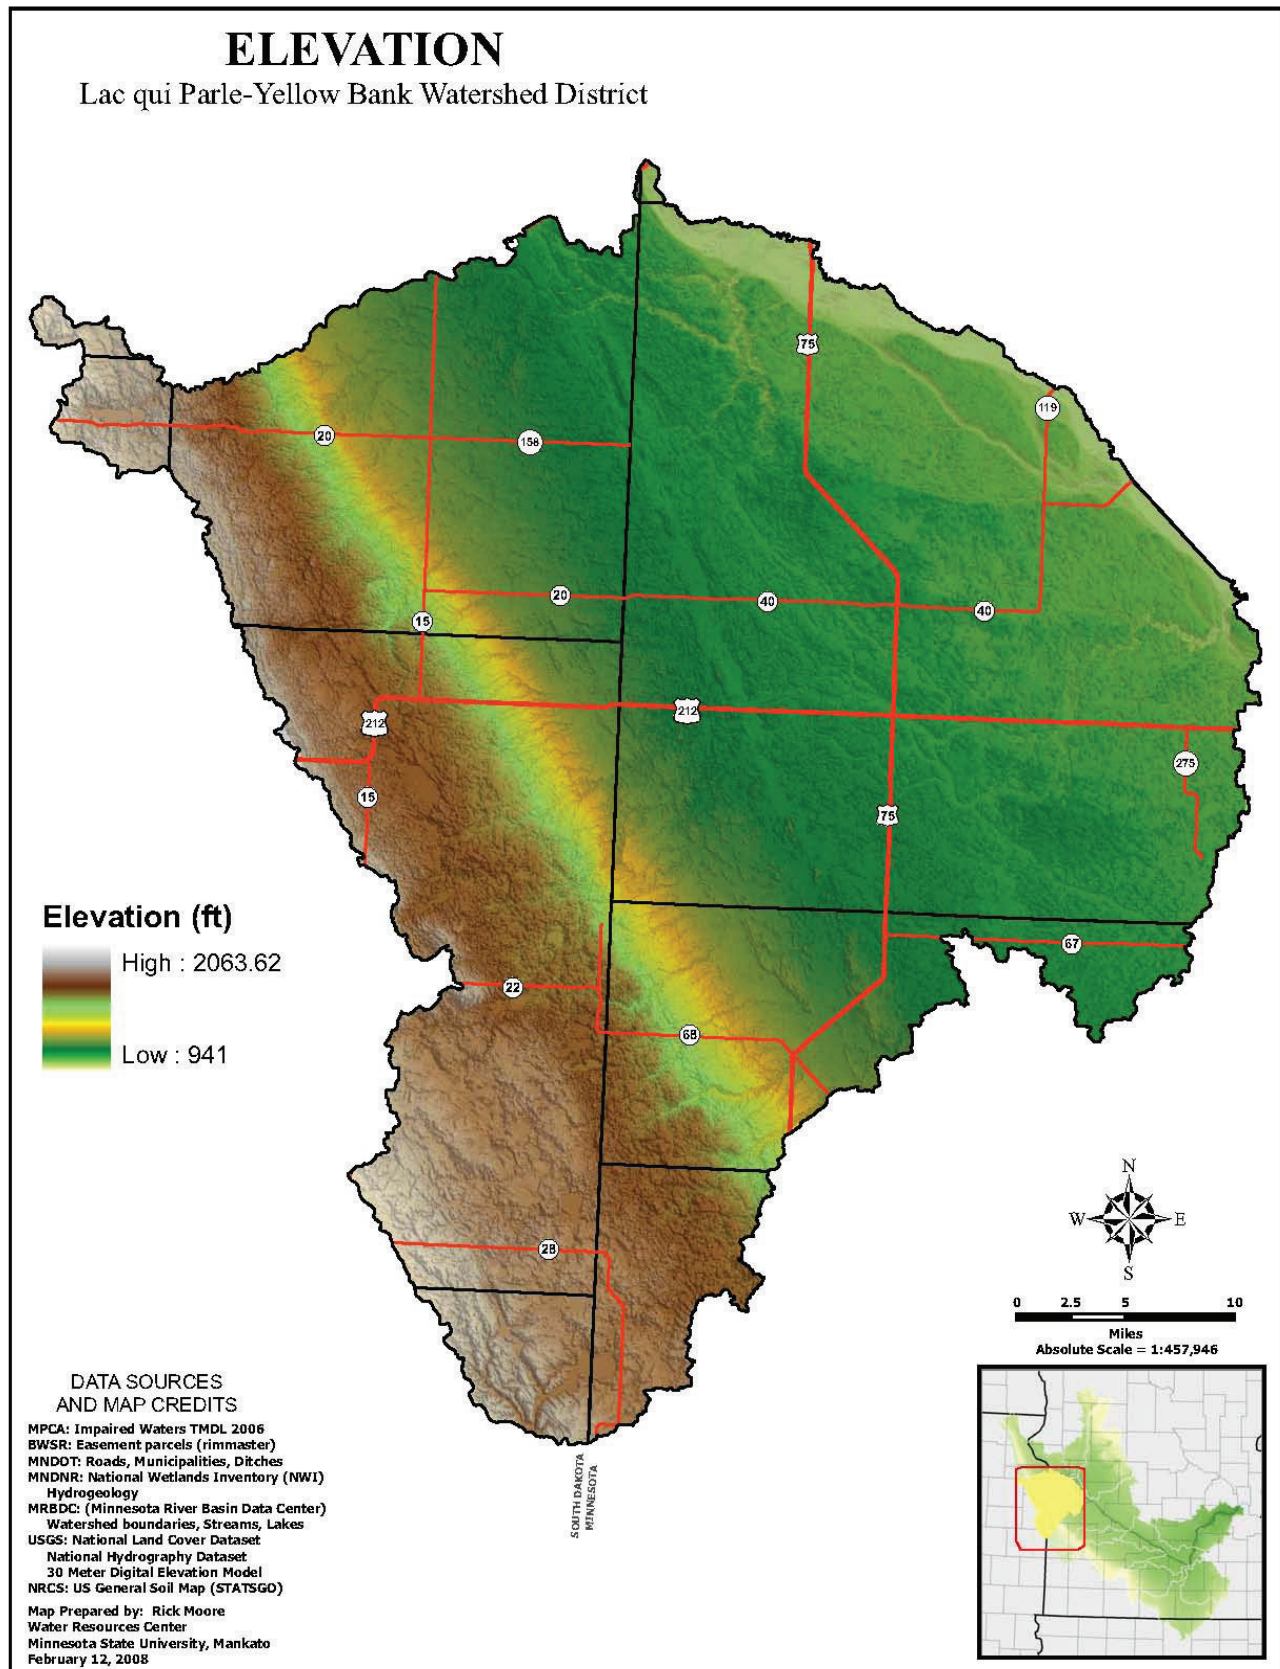 ELEVATION
Lac qui Parle-Yellow Bank Watershed District
75
119
20
158
20
40
40
15
212
212
275
15
75
67
22
68
28
Elevation (ft)
High : 2063.62
Low : 941
N
W
E
S
0 2.5 5 10
Miles
Absolute Scale = 1:457,946
SOUTH DAKOTA
MINNESOTA
DATA SOURCES
AND MAP CREDITS
MPCA: Impaired Waters TMDL 2006
BWSR: Easement parcels (rimmaster)
MNDOT: Roads, Municipalities, Ditches
MNDNR: National Wetlands Inventory (NWI)
Hydrogeology
MRBDC: (Minnesota River Basin Data Center)
Watershed boundaries, Streams, Lakes
USGS: National Land Cover Dataset
National Hydrography Dataset
30 Meter Digital Elevation Model
NRCS: US General Soil Map (STATSGO)
Map Prepared by: Rick Moore
Water Resources Center
Minnesota State University, Mankato
February 12, 2008